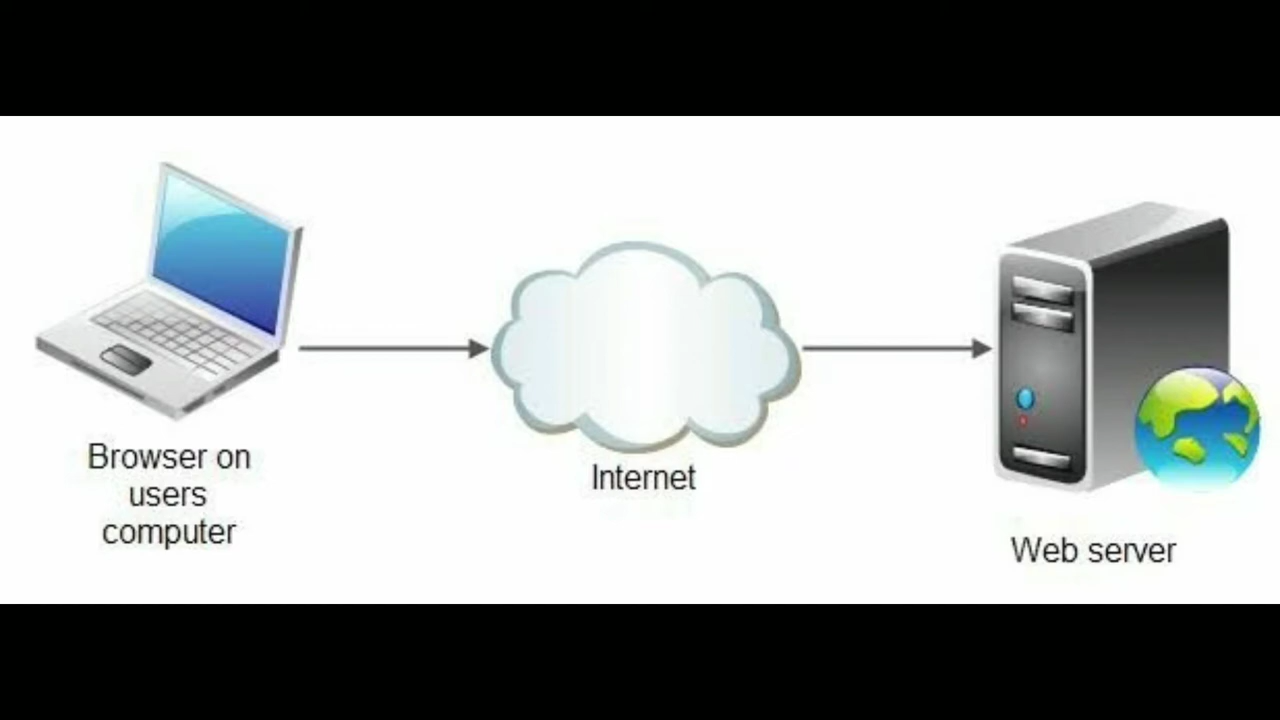 Browser on
users
computer
Internet
Web server